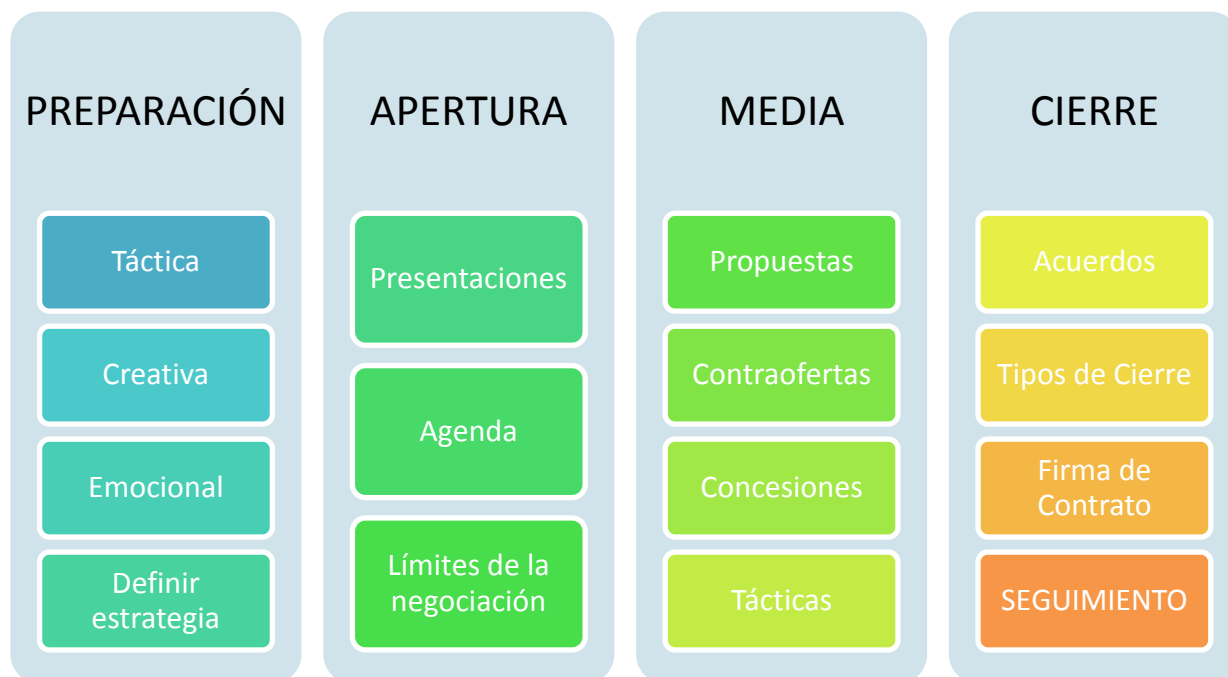 PREPARACIÓN
Táctica
Creativa
Emocional
Definir
estrategia
APERTURA
Presentaciones
Agenda
Límites de la
negociación
MEDIA
Propuestas
Contraofertas
Concesiones
Tácticas
CIERRE
Acuerdos
Tipos de Cierre
Firma de
Contrato
SEGUIMIENTO